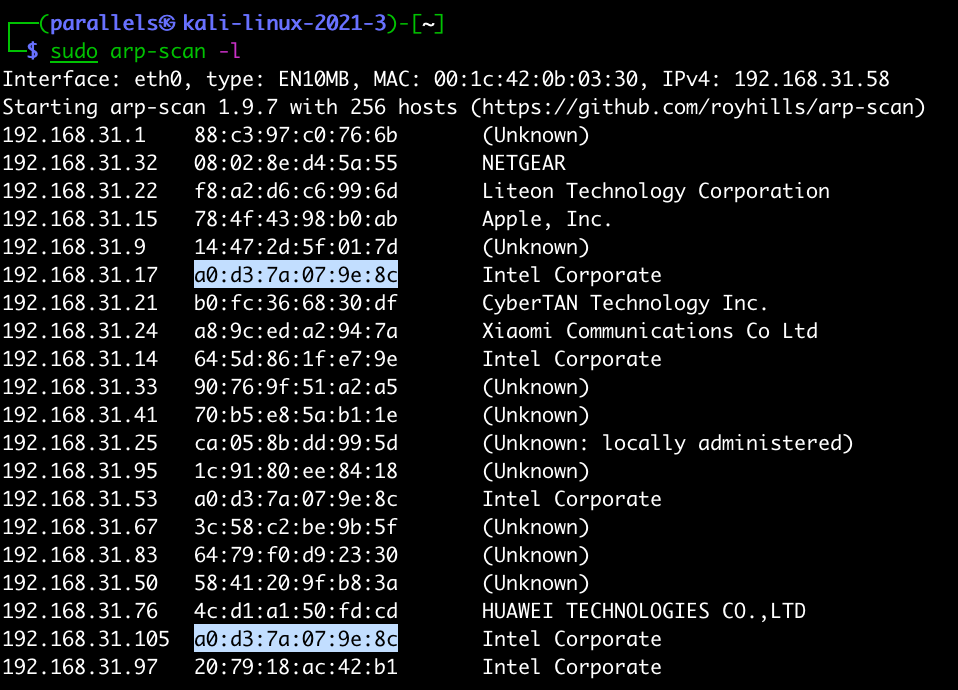 ┌──(parallels㉿kali-linux-2021-3)-[~]
└─$ sudo arp-scan -l
Interface: eth0, type: EN10MB, MAC: 00:1c:42:0b:03:30, IPv4: 192.168.31.58
Starting arp-scan 1.9.7 with 256 hosts (https://github.com/royhills/arp-scan)
192.168.31.1	88:c3:97:c0:76:6b	(Unknown)
192.168.31.32	08:02:8e:d4:5a:55	NETGEAR
192.168.31.22	f8:a2:d6:c6:99:6d	Liteon Technology Corporation
192.168.31.15	78:4f:43:98:b0:ab	Apple, Inc.
192.168.31.9	14:47:2d:5f:01:7d	(Unknown)
192.168.31.17	a0:d3:7a:07:9e:8c	Intel Corporate
192.168.31.21	b0:fc:36:68:30:df	CyberTAN Technology Inc.
192.168.31.24	a8:9c:ed:a2:94:7a	Xiaomi Communications Co Ltd
192.168.31.14	64:5d:86:1f:e7:9e	Intel Corporate
192.168.31.33	90:76:9f:51:a2:a5	(Unknown)
192.168.31.41	70:b5:e8:5a:b1:1e	(Unknown)
192.168.31.25	ca:05:8b:dd:99:5d	(Unknown: locally administered)
192.168.31.95	1c:91:80:ee:84:18	(Unknown)
192.168.31.53	a0:d3:7a:07:9e:8c	Intel Corporate
192.168.31.67	3c:58:c2:be:9b:5f	(Unknown)
192.168.31.83	64:79:f0:d9:23:30	(Unknown)
192.168.31.50	58:41:20:9f:b8:3a	(Unknown)
192.168.31.76	4c:d1:a1:50:fd:cd	HUAWEI TECHNOLOGIES CO.,LTD
192.168.31.105	a0:d3:7a:07:9e:8c	Intel Corporate
192.168.31.97	20:79:18:ac:42:b1	Intel Corporate